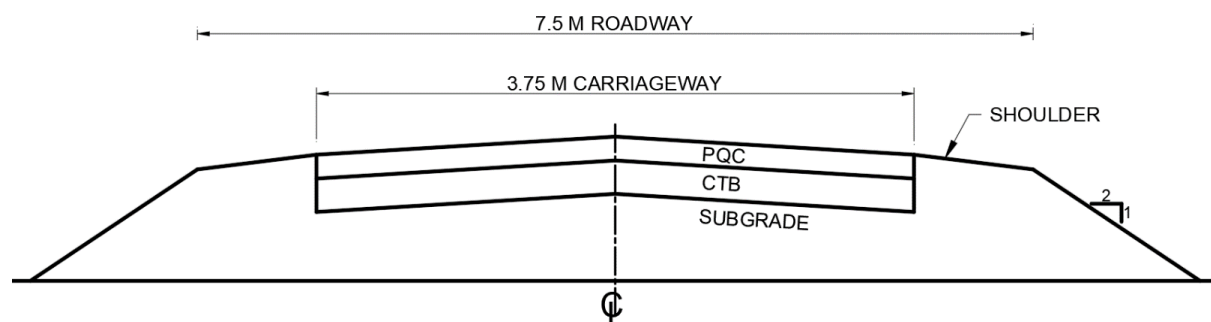 7.5 M ROADWAY
3.75 M CARRIAGEWAY
SHOULDER
PQC
CTB
SUBGRADE
2
1
℄